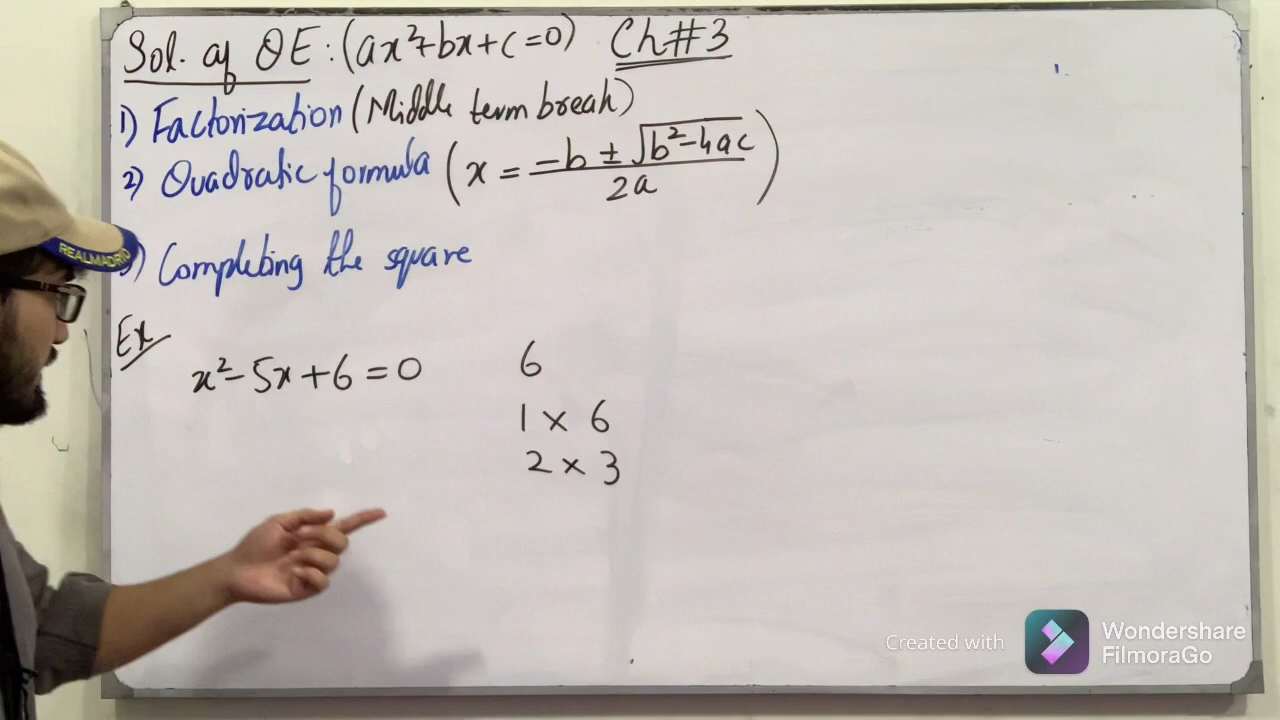 Sol. of QE : (ax²+bx+c=0) Ch#3
1) Factorization (Middle term break)
2) Quadratic formula (x = -b ± √b²-4ac / 2a)
) Completing the square
REALMADRI
Ex
x²-5x+6=0
6
1 × 6
2 × 3
Created with Wondershare FilmoraGo